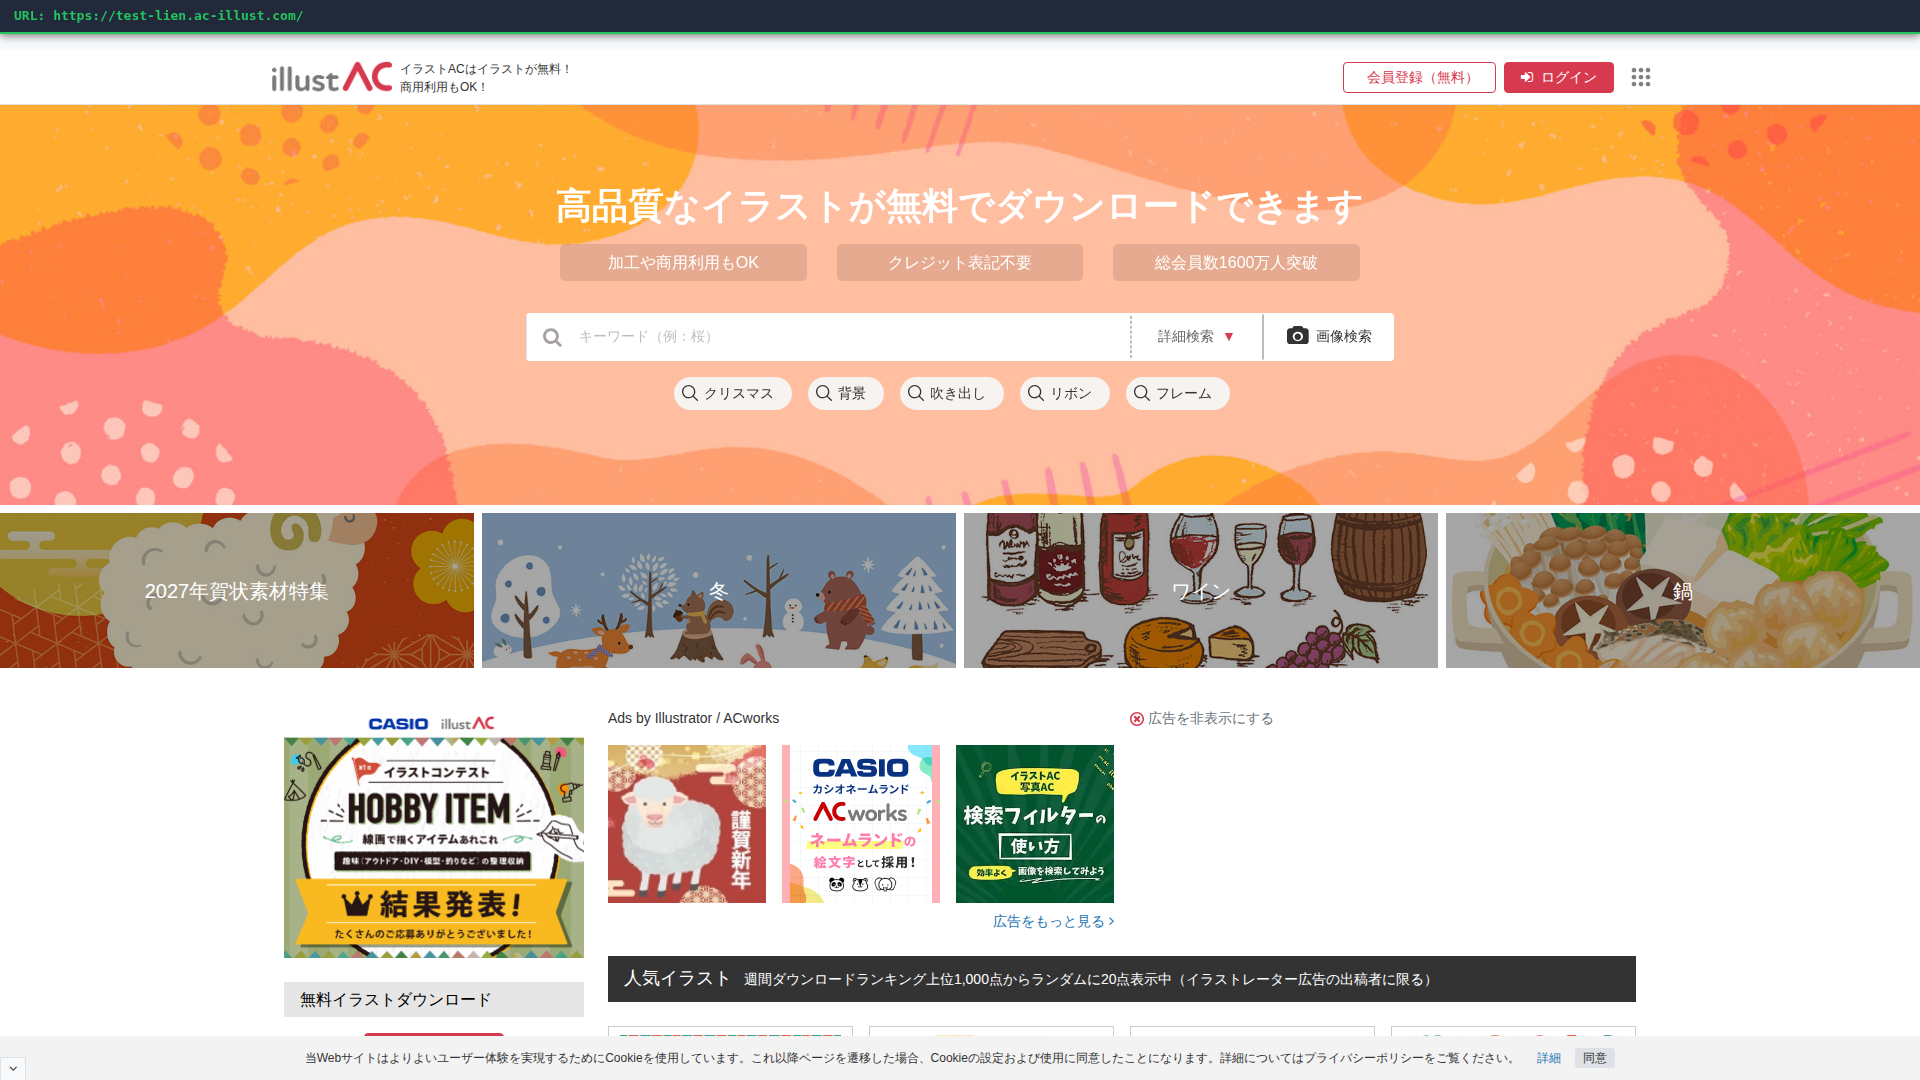 URL: https://test-lien.ac-illust.com/
illustAC
イラストACはイラストが無料！
商用利用もOK！
会員登録（無料）
ログイン
高品質なイラストが無料でダウンロードできます
加工や商用利用もOK
クレジット表記不要
総会員数1600万人突破
キーワード（例：桜）
詳細検索 ▼
画像検索
クリスマス
背景
吹き出し
リボン
フレーム
2027年賀状素材特集
冬
ワイン
鍋
CASIO illustAC
第1回
イラストコンテスト
HOBBY ITEM
線画で描くアイテムあれこれ
趣味（アウトドア・DIY・模型・釣りなど）の整理収納
結果発表!
たくさんのご応募ありがとうございました!
無料イラストダウンロード
Ads by Illustrator / ACworks
広告を非表示にする
謹賀新年
CASIO
カシオネームランド
ACworks
ネームランドの
絵文字として採用!
イラストAC
写真AC
検索フィルターの
使い方
効率よく 画像を検索してみよう
広告をもっと見る
人気イラスト 週間ダウンロードランキング上位1,000点からランダムに20点表示中（イラストレーター広告の出稿者に限る）
当Webサイトはよりよいユーザー体験を実現するためにCookieを使用しています。これ以降ページを遷移した場合、Cookieの設定および使用に同意したことになります。詳細についてはプライバシーポリシーをご覧ください。 詳細 同意